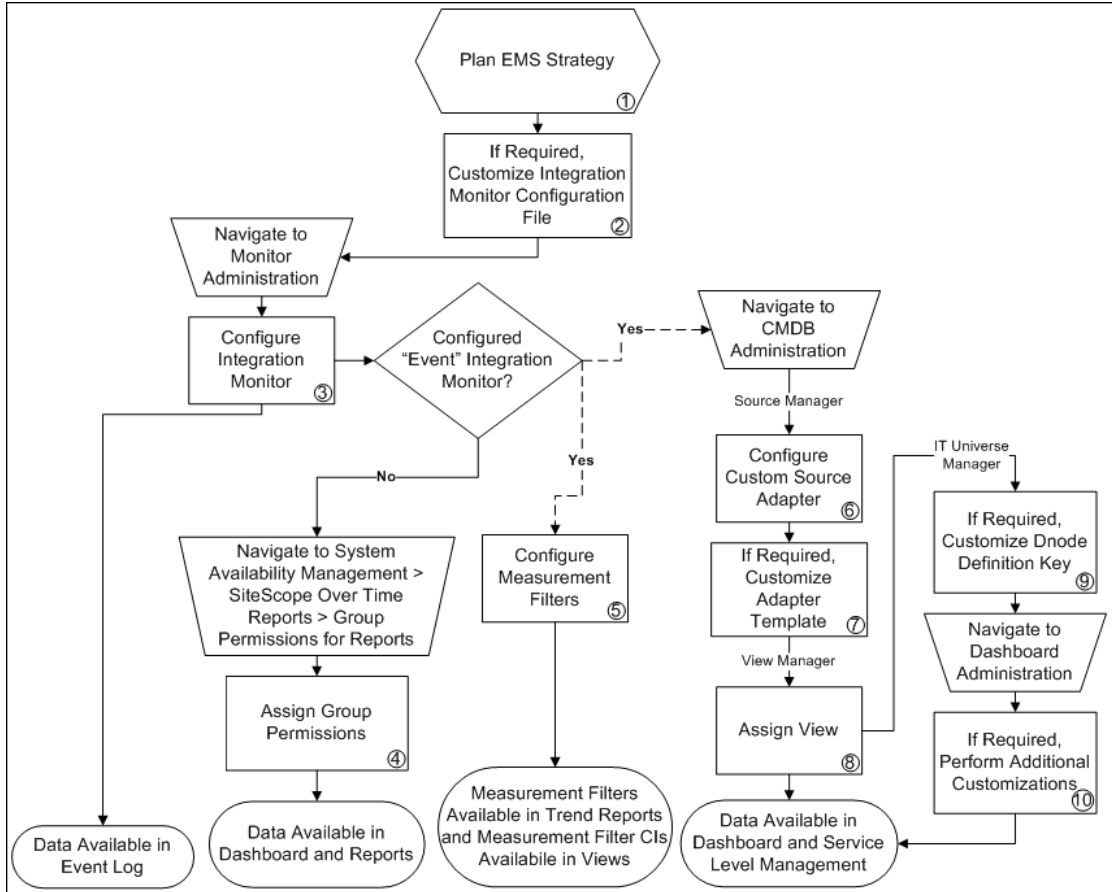 Plan EMS Strategy
①
If Required,
Customize Integration
Monitor Configuration
File
②
Navigate to
Monitor
Administration
Configure
Integration
Monitor
③
Configured
“Event” Integration
Monitor?
Yes
Navigate to
CMDB
Administration
Source Manager
No
Yes
Configure
Custom Source
Adapter
⑥
IT Universe
Manager
If Required,
Customize Dnode
Definition Key
⑨
Navigate to System
Availability Management >
SiteScope Over Time
Reports > Group
Permissions for Reports
Configure
Measurement
Filters
⑤
If Required,
Customize
Adapter
Template
⑦
View Manager
Navigate to
Dashboard
Administration
Assign Group
Permissions
④
Assign View
⑧
If Required,
Perform Additional
Customizations
⑩
Data Available in
Event Log
Data Available in
Dashboard and Reports
Measurement Filters
Available in Trend Reports
and Measurement Filter CIs
Availabile in Views
Data Available in
Dashboard and Service
Level Management